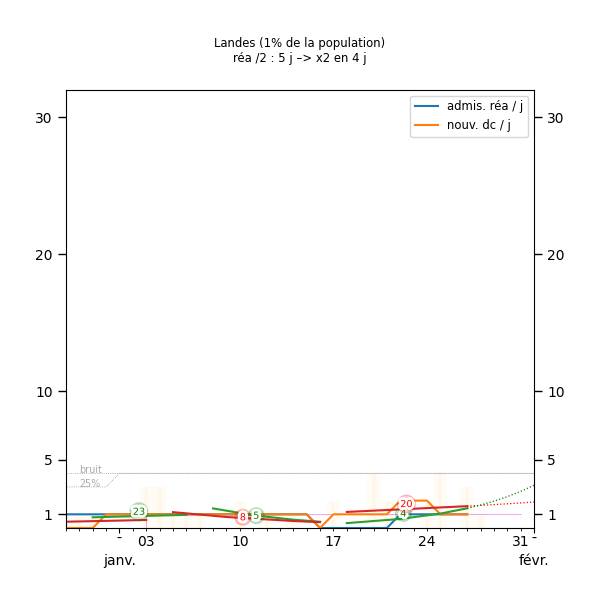 Landes (1% de la population)
réa /2 : 5 j –> x2 en 4 j
admis. réa / j
nouv. dc / j
30 30
20 20
10 10
5 5
bruit
25%
1 1
23 8 5 20 4
03 10 17 24 31
janv. févr.